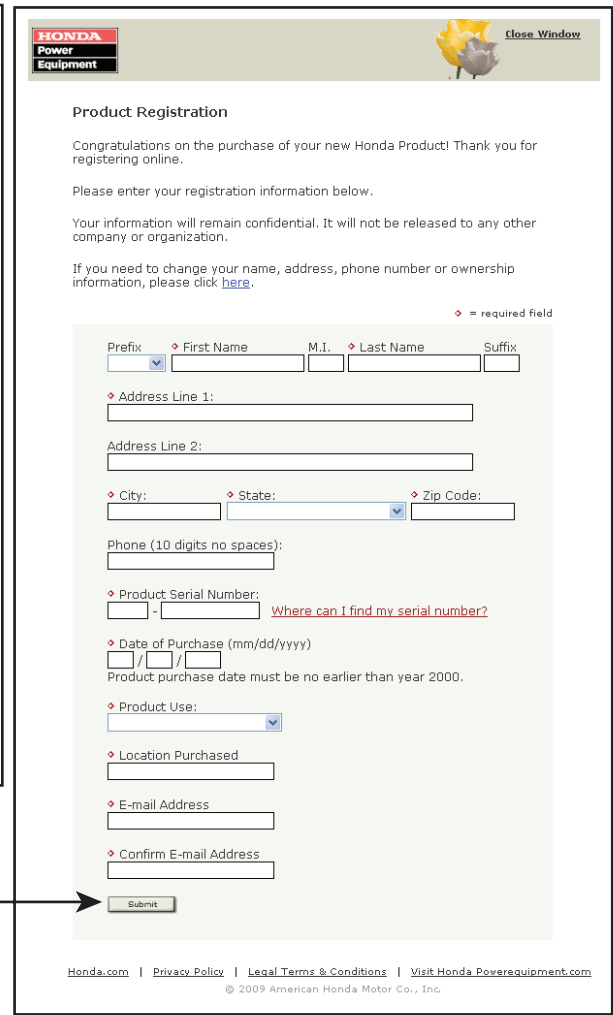 HONDA
Power
Equipment
Close Window
Product Registration
Congratulations on the purchase of your new Honda Product! Thank you for
registering online.
Please enter your registration information below.
Your information will remain confidential. It will not be released to any other
company or organization.
If you need to change your name, address, phone number or ownership
information, please click here.
= required field
Prefix First Name M.I. Last Name Suffix
Address Line 1:
Address Line 2:
City: State: Zip Code:
Phone (10 digits no spaces):
Product Serial Number:
- Where can I find my serial number?
Date of Purchase (mm/dd/yyyy)
/ /
Product purchase date must be no earlier than year 2000.
Product Use:
Location Purchased
E-mail Address
Confirm E-mail Address
Submit
Honda.com | Privacy Policy | Legal Terms & Conditions | Visit Honda Powerequipment.com
© 2009 American Honda Motor Co., Inc.